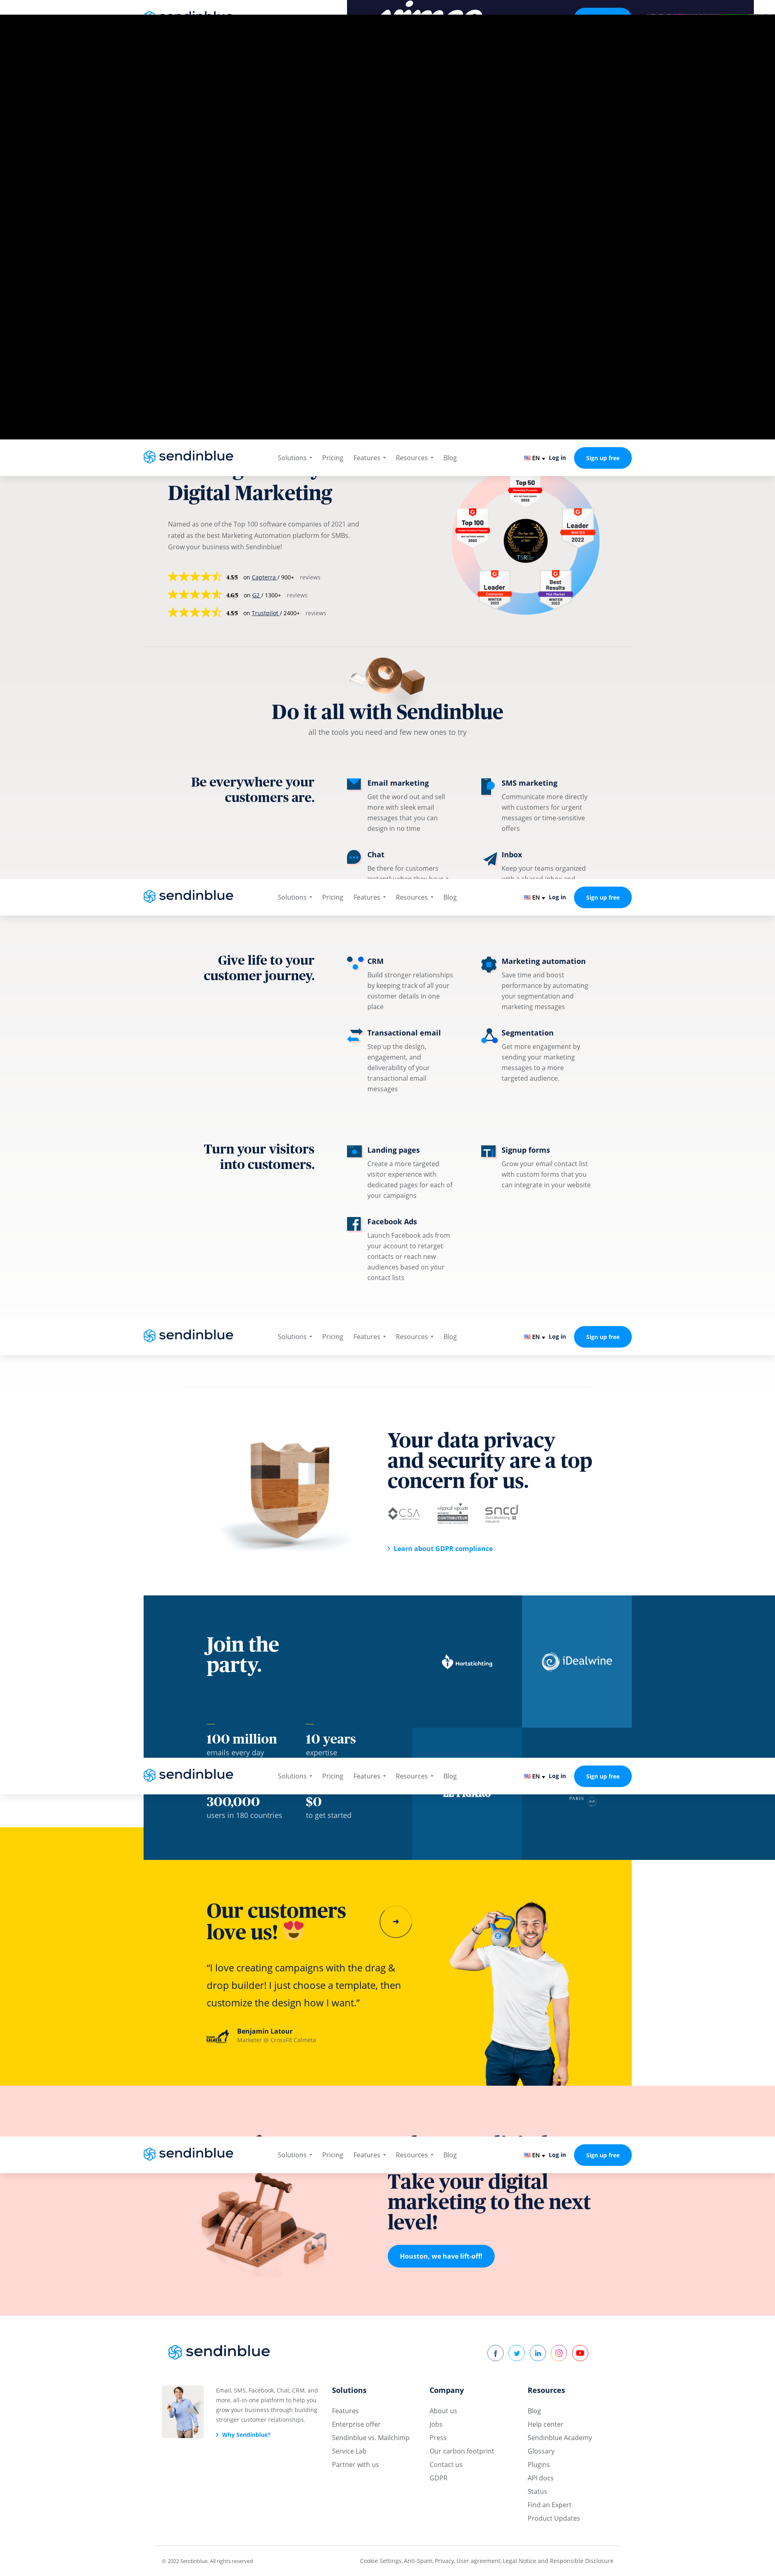 sendinblue
Solutions Pricing Features Resources Blog
EN Log in Sign up free
Digital Marketing
Named as one of the Top 100 software companies of 2021 and
rated as the best Marketing Automation platform for SMBs.
Grow your business with Sendinblue!
4.5/5 on Capterra / 900+ reviews
4.6/5 on G2 / 1300+ reviews
4.5/5 on Trustpilot / 2400+ reviews
Top 50
2022
Top 100
2022
Leader
WINTER
2022
Leader
Enterprise
WINTER
2022
Best
Results
Mid-Market
WINTER
2022
Do it all with Sendinblue
all the tools you need and few new ones to try
Be everywhere your
customers are.
Email marketing
Get the word out and sell
more with sleek email
messages that you can
design in no time
SMS marketing
Communicate more directly
with customers for urgent
messages or time-sensitive
offers
Chat
Be there for customers
Inbox
Keep your teams organized
sendinblue
Solutions Pricing Features Resources Blog
EN Log in Sign up free
Give life to your
customer journey.
CRM
Build stronger relationships
by keeping track of all your
customer details in one
place
Marketing automation
Save time and boost
performance by automating
your segmentation and
marketing messages
Transactional email
Step up the design,
engagement, and
deliverability of your
transactional email
messages
Segmentation
Get more engagement by
sending your marketing
messages to a more
targeted audience.
Turn your visitors
into customers.
Landing pages
Create a more targeted
visitor experience with
dedicated pages for each of
your campaigns
Signup forms
Grow your email contact list
with custom forms that you
can integrate in your website
Facebook Ads
Launch Facebook ads from
your account to retarget
contacts or reach new
audiences based on your
contact lists
sendinblue
Solutions Pricing Features Resources Blog
EN Log in Sign up free
Your data privacy
and security are a top
concern for us.
CSA
signal spam
CONTRIBUTEUR
sncd
Learn about GDPR compliance
Join the
party.
Hartstichting
iDealwine
100 million
emails every day
10 years
expertise
sendinblue
Solutions Pricing Features Resources Blog
EN Log in Sign up free
300,000
users in 180 countries
$0
to get started
LE FIGARO
PARIS
Our customers
love us!
“I love creating campaigns with the drag &
drop builder! I just choose a template, then
customize the design how I want.”
Benjamin Latour
Marketer @ CrossFit Calmeta
sendinblue
Solutions Pricing Features Resources Blog
EN Log in Sign up free
Take your digital
marketing to the next
level!
Houston, we have lift-off!
sendinblue
Email, SMS, Facebook, Chat, CRM, and
more, all-in-one platform to help you
grow your business through building
stronger customer relationships.
Why Sendinblue?
Solutions
Features
Enterprise offer
Sendinblue vs. Mailchimp
Service Lab
Partner with us
Company
About us
Jobs
Press
Our carbon footprint
Contact us
GDPR
Resources
Blog
Help center
Sendinblue Academy
Glossary
Plugins
API docs
Status
Find an Expert
Product Updates
© 2022 Sendinblue. All rights reserved
Cookie Settings, Anti-Spam, Privacy, User agreement, Legal Notice and Responsible Disclosure